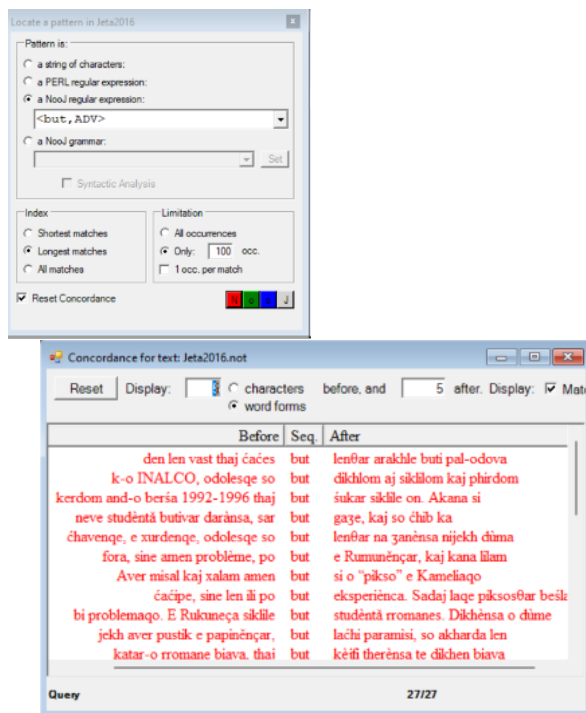 Locate a pattern in Jeta2016
x
Pattern is:
a string of characters:
a PERL regular expression:
a NooJ regular expression:
<but,ADV>
a NooJ grammar:
Set
Syntactic Analysis
Index
Shortest matches
Longest matches
All matches
Limitation
All occurrences
Only: 100 occ.
1 occ. per match
Reset Concordance
N o o J
Concordance for text: Jeta2016.not
Reset Display: characters before, and 5 after. Display: Mat
word forms
Before Seq. After
den len vast thaj ćaćes but lenθar arakhle buti pal-odova
k-o INALCO, odolesqe so but dikhlom aj siklilom kaj phirdom
kerdom and-o berśa 1992-1996 thaj but śukar siklile on. Akana si
neve studèntă butivar darànsa, sar but gaʒe, kaj so ćhib ka
ćhavenqe, e xurdenqe, odolesqe so but lenθar na ʒanènsa nijekh dùma
fora, sine amen problème, po but e Rumunènçar, kaj kana lilam
Aver misal kaj xalam amen but si o “pikso” e Kameliaqo
ćaćipe, sine len ili po but eksperiènca. Sadaj laqe piksosθar beśla
bi problemaqo. E Rukuneça siklile but studèntă rromanes. Dikhènsa o dùme
jekh aver pustik e papinènçar, but laćhi paramisi, so akharda len
katar-o rromane biava. thai but kèifi therènsa te dikhen biava
Query 27/27